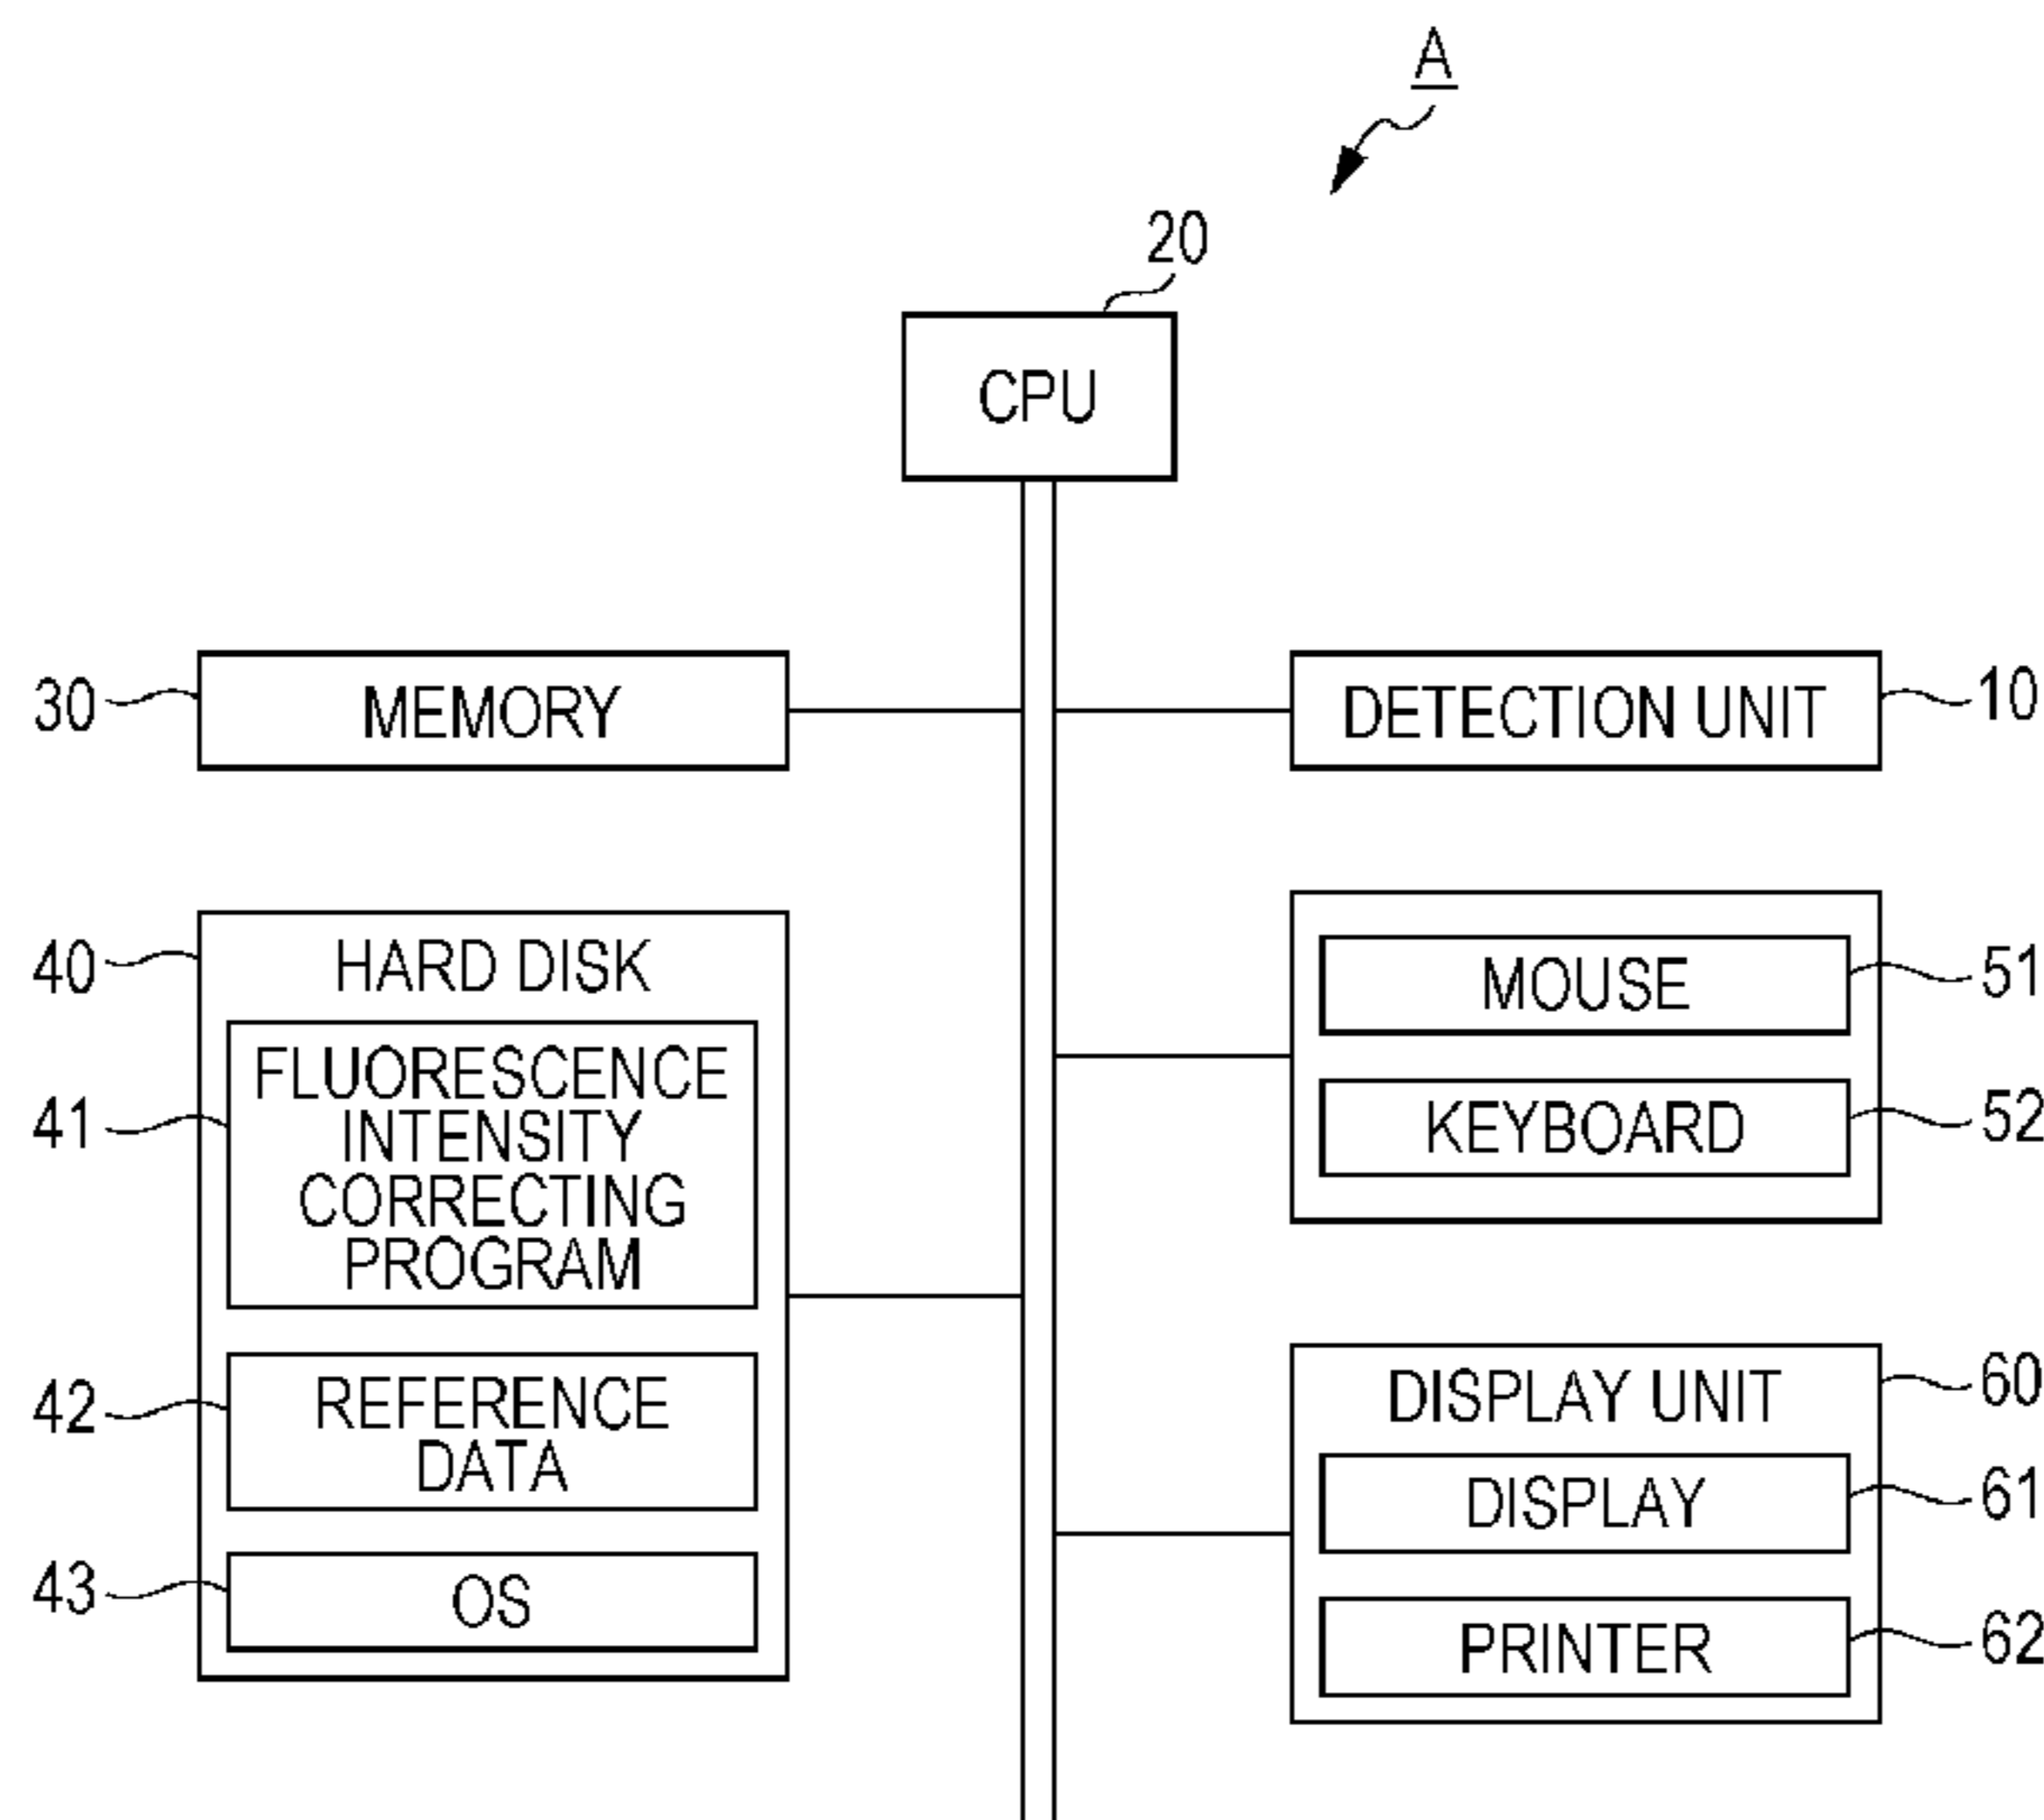 A
20
CPU
30
MEMORY
DETECTION UNIT
10
40
HARD DISK
41
FLUORESCENCE
INTENSITY
CORRECTING
PROGRAM
42
REFERENCE
DATA
43
OS
MOUSE
51
KEYBOARD
52
DISPLAY UNIT
60
DISPLAY
61
PRINTER
62